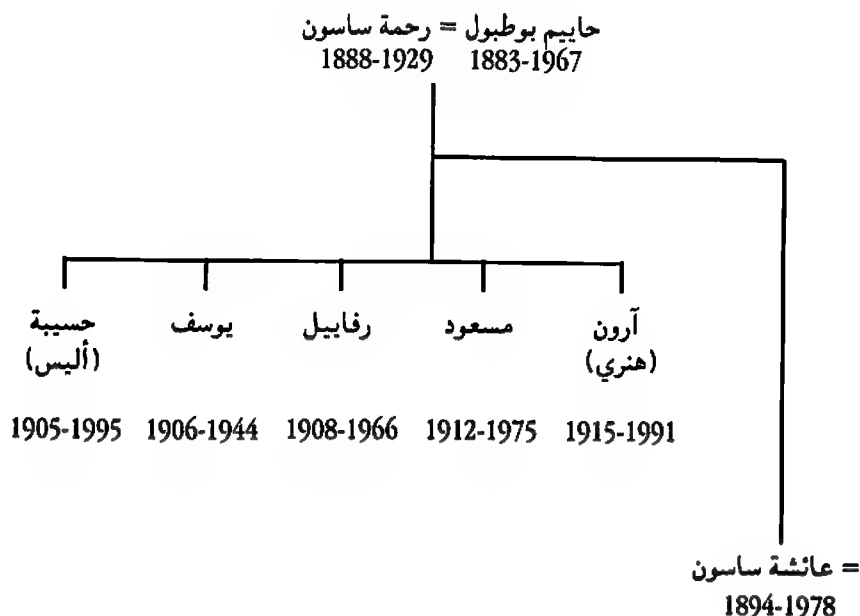 حاييم بوطبول = رحمة ساسون
1883-1967 1888-1929
آرون مسعود رفاييل يوسف حسيبة
(هنري) (أليس)
1915-1991 1912-1975 1908-1966 1906-1944 1905-1995
= عائشة ساسون
1894-1978